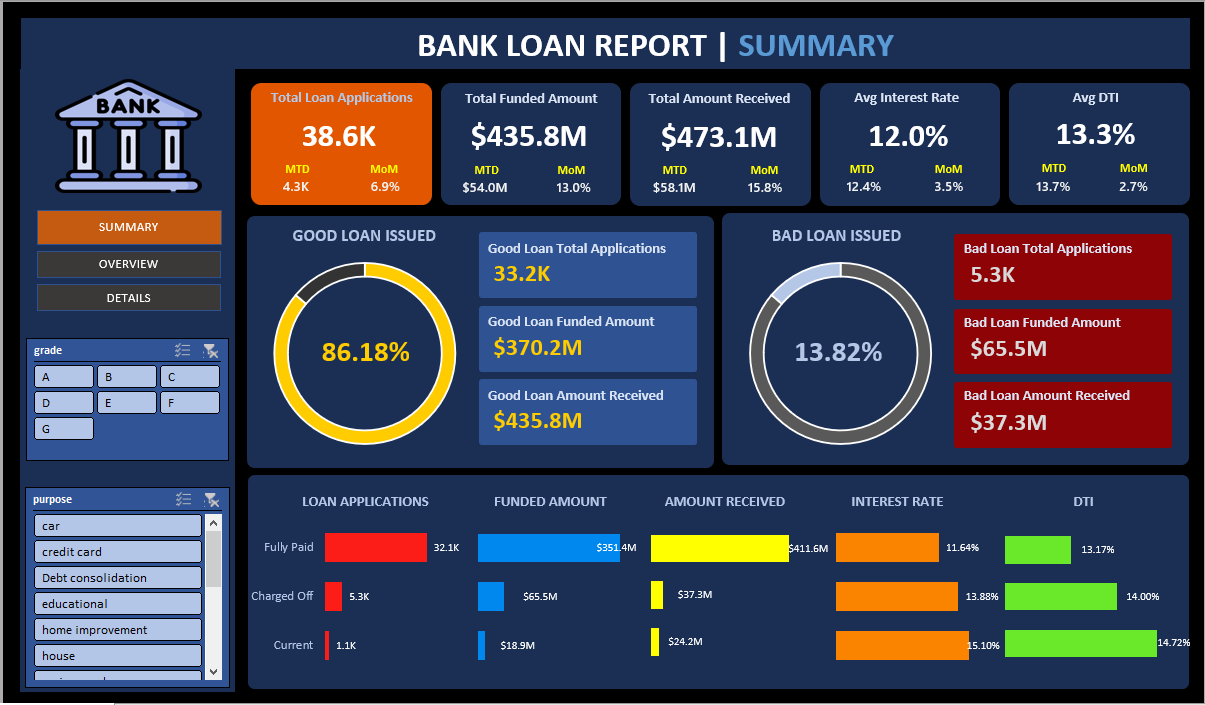 BANK LOAN REPORT | SUMMARY
BANK
SUMMARY
OVERVIEW
DETAILS
grade
A B C
D E F
G
purpose
car
credit card
Debt consolidation
educational
home improvement
house
Total Loan Applications
38.6K
MTD MoM
4.3K 6.9%
Total Funded Amount
$435.8M
MTD MoM
$54.0M 13.0%
Total Amount Received
$473.1M
MTD MoM
$58.1M 15.8%
Avg Interest Rate
12.0%
MTD MoM
12.4% 3.5%
Avg DTI
13.3%
MTD MoM
13.7% 2.7%
GOOD LOAN ISSUED
86.18%
Good Loan Total Applications
33.2K
Good Loan Funded Amount
$370.2M
Good Loan Amount Received
$435.8M
BAD LOAN ISSUED
13.82%
Bad Loan Total Applications
5.3K
Bad Loan Funded Amount
$65.5M
Bad Loan Amount Received
$37.3M
LOAN APPLICATIONS FUNDED AMOUNT AMOUNT RECEIVED INTEREST RATE DTI
Fully Paid 32.1K $351.4M $411.6M 11.64% 13.17%
Charged Off 5.3K $65.5M $37.3M 13.88% 14.00%
Current 1.1K $18.9M $24.2M 15.10% 14.72%